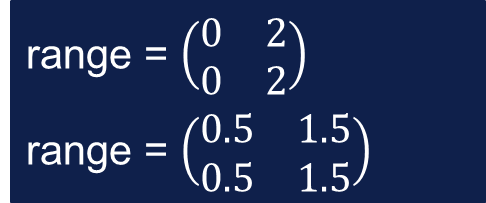 range = (0 2
0 2)
range = (0.5 1.5
0.5 1.5)